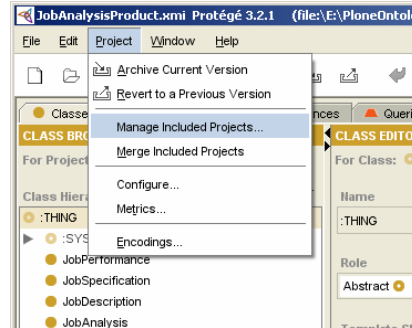 JobAnalysisProduct.xmi Protégé 3.2.1 (file:\E:\PloneOntol
File Edit Project Window Help
Archive Current Version
Revert to a Previous Version
Manage Included Projects...
Merge Included Projects
Configure...
Metrics...
Encodings...
Classe
nces
Queri
CLASS BRO
CLASS EDITO
For Project
For Class:
Class Hiera
Name
:THING
:THING
:SYS
JobPerformance
Role
JobSpecification
Abstract
JobDescription
JobAnalysis